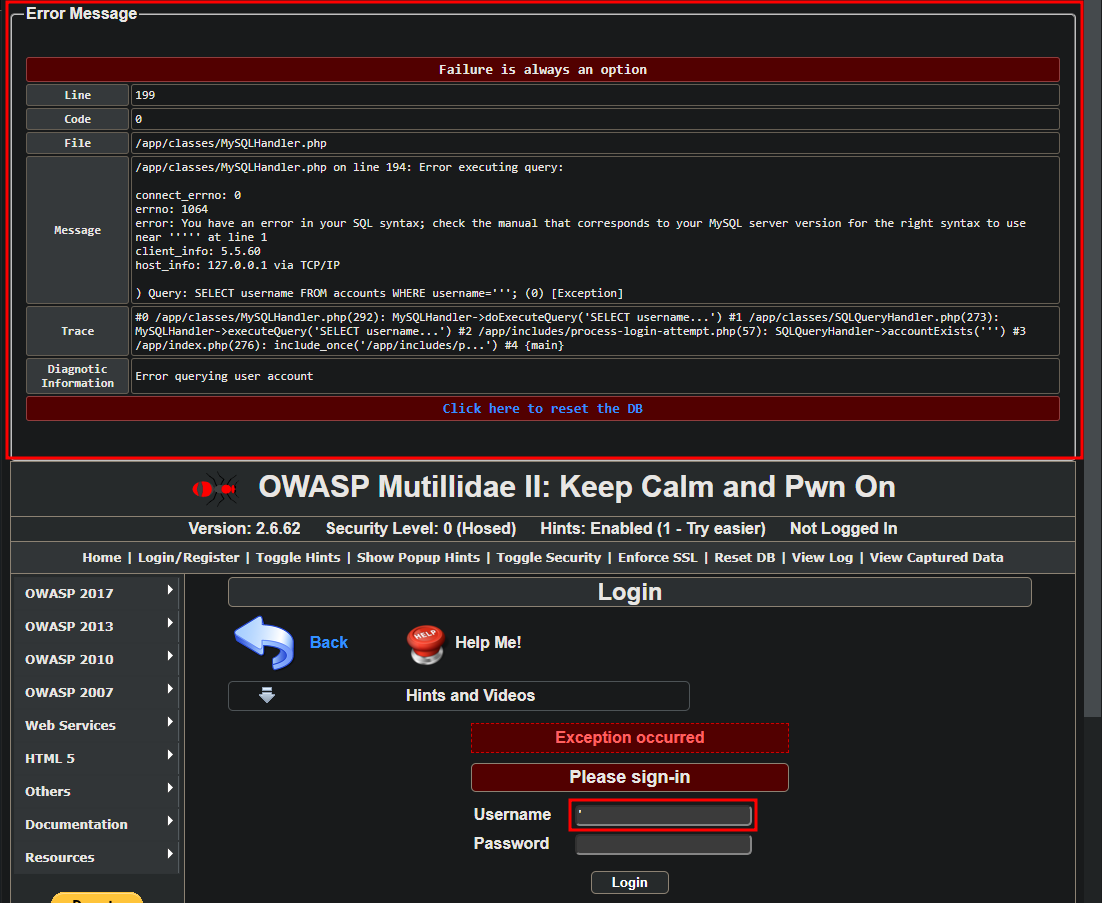 Error Message
Failure is always an option
Line 199
Code 0
File /app/classes/MySQLHandler.php
Message
/app/classes/MySQLHandler.php on line 194: Error executing query:
connect_errno: 0
errno: 1064
error: You have an error in your SQL syntax; check the manual that corresponds to your MySQL server version for the right syntax to use
near ''''' at line 1
client_info: 5.5.60
host_info: 127.0.0.1 via TCP/IP
) Query: SELECT username FROM accounts WHERE username='''; (0) [Exception]
Trace
#0 /app/classes/MySQLHandler.php(292): MySQLHandler->doExecuteQuery('SELECT username...') #1 /app/classes/SQLQueryHandler.php(273):
MySQLHandler->executeQuery('SELECT username...') #2 /app/includes/process-login-attempt.php(57): SQLQueryHandler->accountExists(''') #3
/app/index.php(276): include_once('/app/includes/p...') #4 {main}
Diagnostic
Information
Error querying user account
Click here to reset the DB
OWASP Mutillidae II: Keep Calm and Pwn On
Version: 2.6.62 Security Level: 0 (Hosed) Hints: Enabled (1 - Try easier) Not Logged In
Home | Login/Register | Toggle Hints | Show Popup Hints | Toggle Security | Enforce SSL | Reset DB | View Log | View Captured Data
OWASP 2017
OWASP 2013
OWASP 2010
OWASP 2007
Web Services
HTML 5
Others
Documentation
Resources
Login
Back
HELP
Help Me!
Hints and Videos
Exception occurred
Please sign-in
Username '
Password
Login